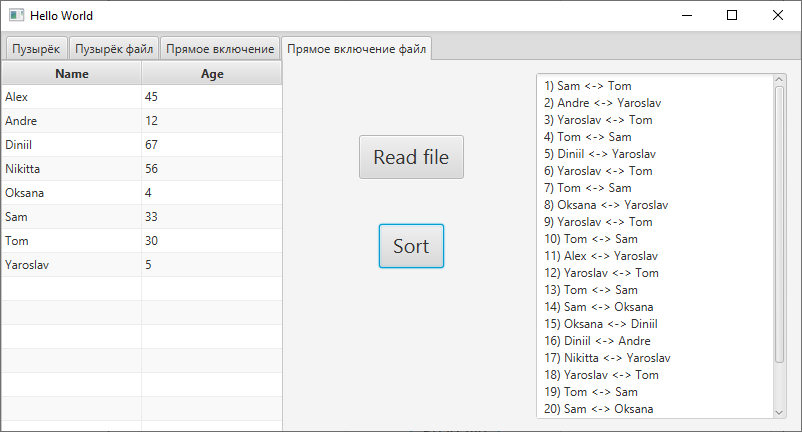 Hello World
Пузырёк Пузырёк файл Прямое включение Прямое включение файл
Name Age
Alex 45
Andre 12
Diniil 67
Nikitta 56
Oksana 4
Sam 33
Tom 30
Yaroslav 5
Read file
Sort
1) Sam <-> Tom
2) Andre <-> Yaroslav
3) Yaroslav <-> Tom
4) Tom <-> Sam
5) Diniil <-> Yaroslav
6) Yaroslav <-> Tom
7) Tom <-> Sam
8) Oksana <-> Yaroslav
9) Yaroslav <-> Tom
10) Tom <-> Sam
11) Alex <-> Yaroslav
12) Yaroslav <-> Tom
13) Tom <-> Sam
14) Sam <-> Oksana
15) Oksana <-> Diniil
16) Diniil <-> Andre
17) Nikitta <-> Yaroslav
18) Yaroslav <-> Tom
19) Tom <-> Sam
20) Sam <-> Oksana